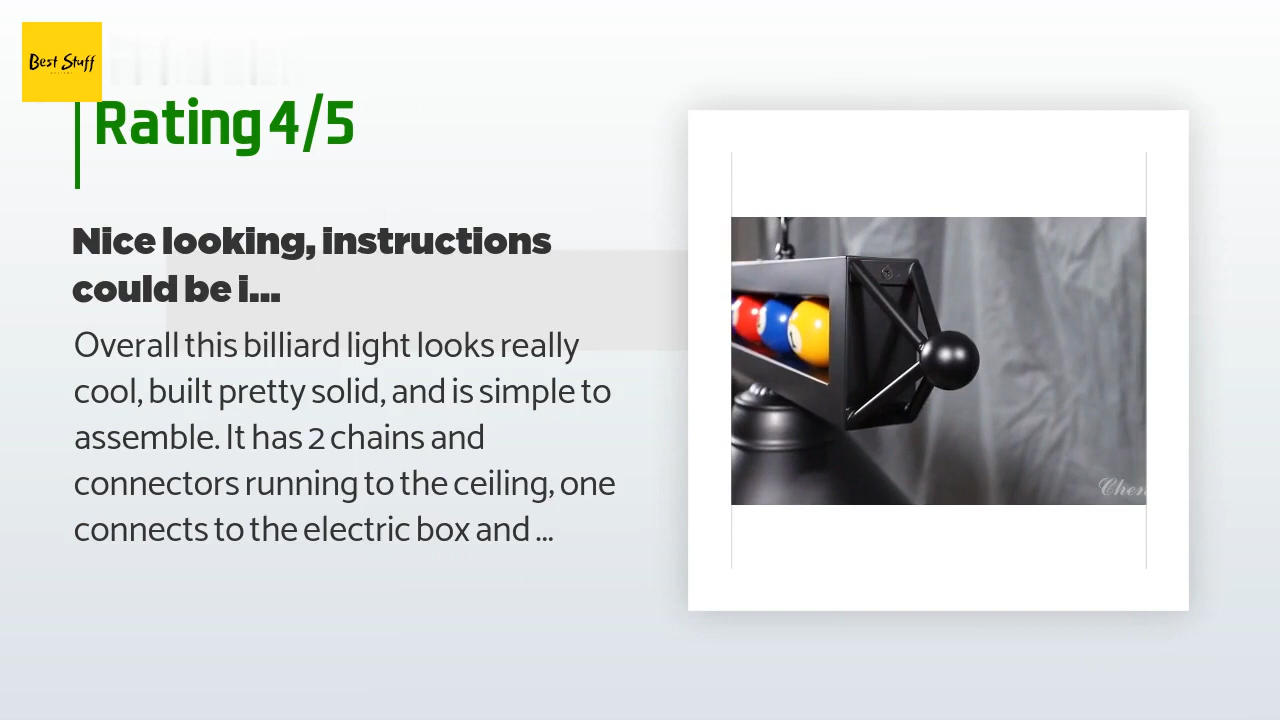 Best Stuff
Rating 4/5
Nice looking, instructions
could be i...
Overall this billiard light looks really
cool, built pretty solid, and is simple to
assemble. It has 2 chains and
connectors running to the ceiling, one
connects to the electric box and ...
1
Chen